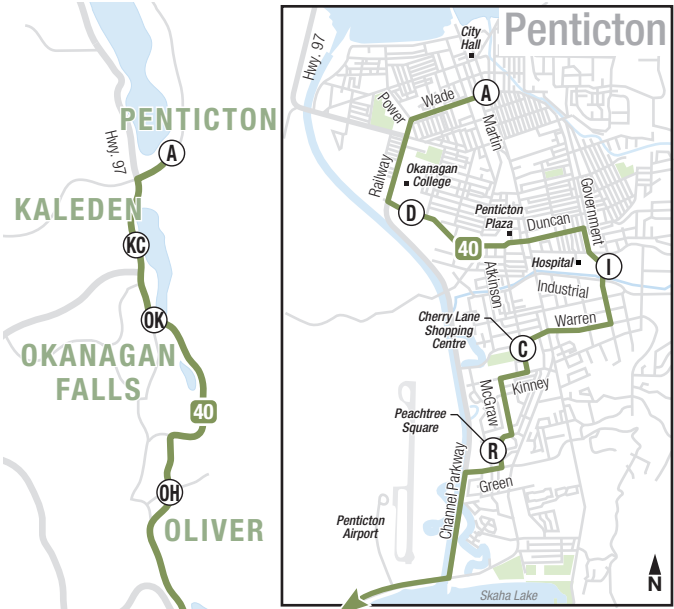 PENTICTON
Hwy. 97
A
KALEDEN
KC
OK
OKANAGAN
FALLS
40
OH
OLIVER
Penticton
City
Hall
Hwy. 97
Power
Wade
A
Martin
Railway
Okanagan
College
Government
D
Penticton
Plaza
Duncan
40
Hospital
I
Atkinson
Industrial
Cherry Lane
Shopping
Centre
Warren
C
McGraw
Kinney
Peachtree
Square
R
Green
Channel Parkway
Penticton
Airport
Skaha Lake
N